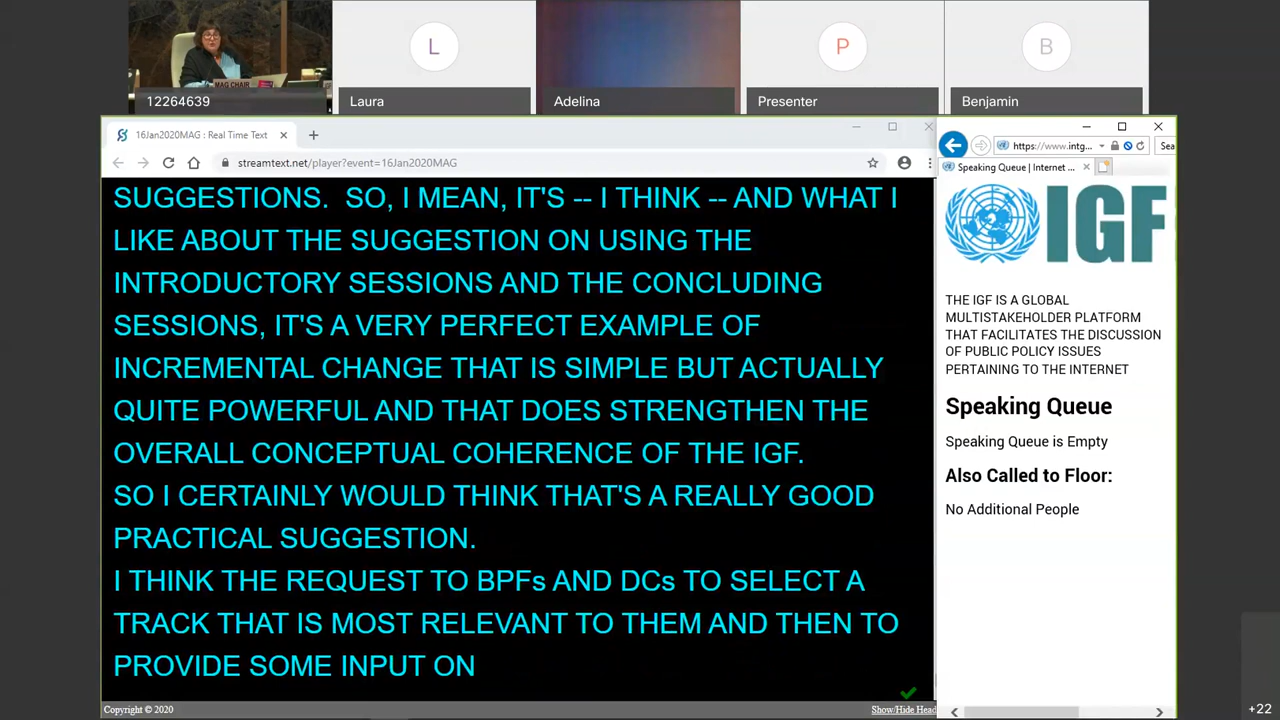 MAG CHAIR
12264639
L
Laura
Adelina
P
Presenter
B
Benjamin
16Jan2020MAG : Real Time Text
streamtext.net/player?event=16Jan2020MAG
SUGGESTIONS.  SO, I MEAN, IT'S -- I THINK -- AND WHAT I
LIKE ABOUT THE SUGGESTION ON USING THE
INTRODUCTORY SESSIONS AND THE CONCLUDING
SESSIONS, IT'S A VERY PERFECT EXAMPLE OF
INCREMENTAL CHANGE THAT IS SIMPLE BUT ACTUALLY
QUITE POWERFUL AND THAT DOES STRENGTHEN THE
OVERALL CONCEPTUAL COHERENCE OF THE IGF.
SO I CERTAINLY WOULD THINK THAT'S A REALLY GOOD
PRACTICAL SUGGESTION.
I THINK THE REQUEST TO BPFs AND DCs TO SELECT A
TRACK THAT IS MOST RELEVANT TO THEM AND THEN TO
PROVIDE SOME INPUT ON
Copyright © 2020
Show/Hide Head
https://www.intg
Sea
Speaking Queue | Internet ...
IGF
THE IGF IS A GLOBAL
MULTISTAKEHOLDER PLATFORM
THAT FACILITATES THE DISCUSSION
OF PUBLIC POLICY ISSUES
PERTAINING TO THE INTERNET
Speaking Queue
Speaking Queue is Empty
Also Called to Floor:
No Additional People
+22